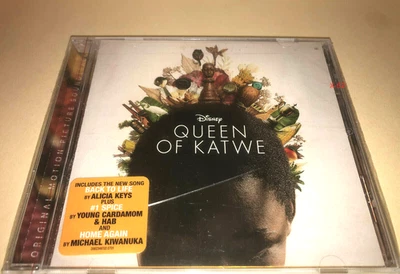 Disney
QUEEN
OF KATWE
INCLUDES THE NEW SONG
BACK TO LIFE
BY ALICIA KEYS
PLUS
#1 SPICE
BY YOUNG CARDAMOM
& HAB
AND
HOME AGAIN
BY MICHAEL KIWANUKA
ORIGINAL MOTION PICTURE